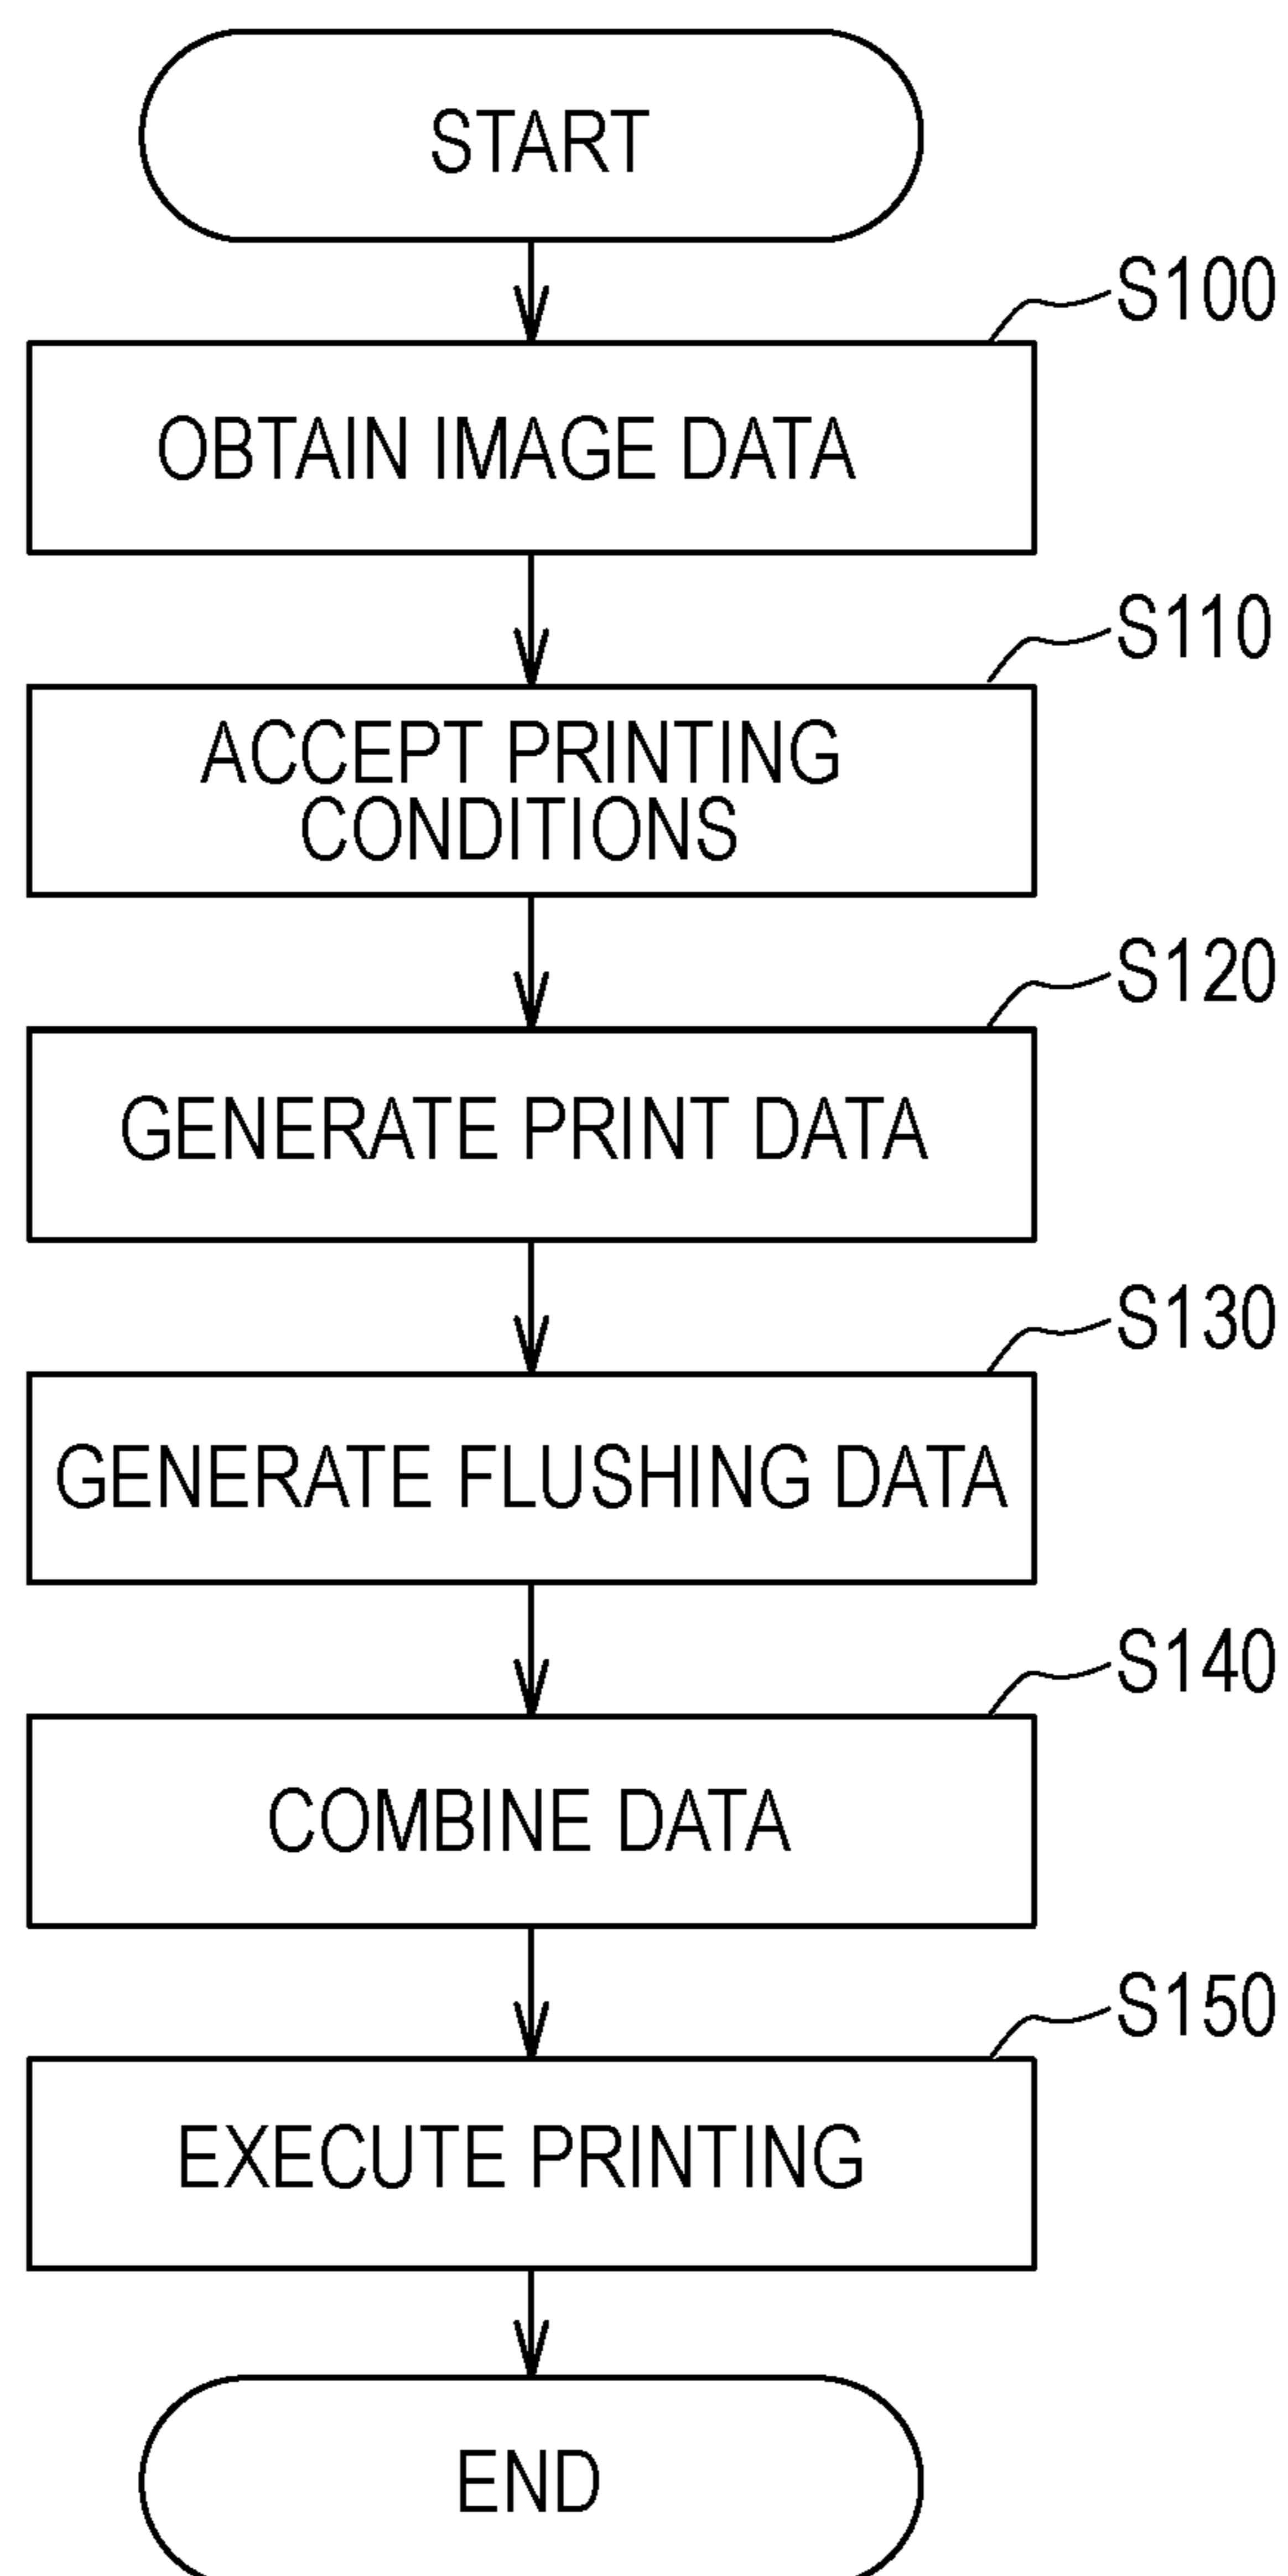 START
S100
OBTAIN IMAGE DATA
S110
ACCEPT PRINTING
CONDITIONS
S120
GENERATE PRINT DATA
S130
GENERATE FLUSHING DATA
S140
COMBINE DATA
S150
EXECUTE PRINTING
END